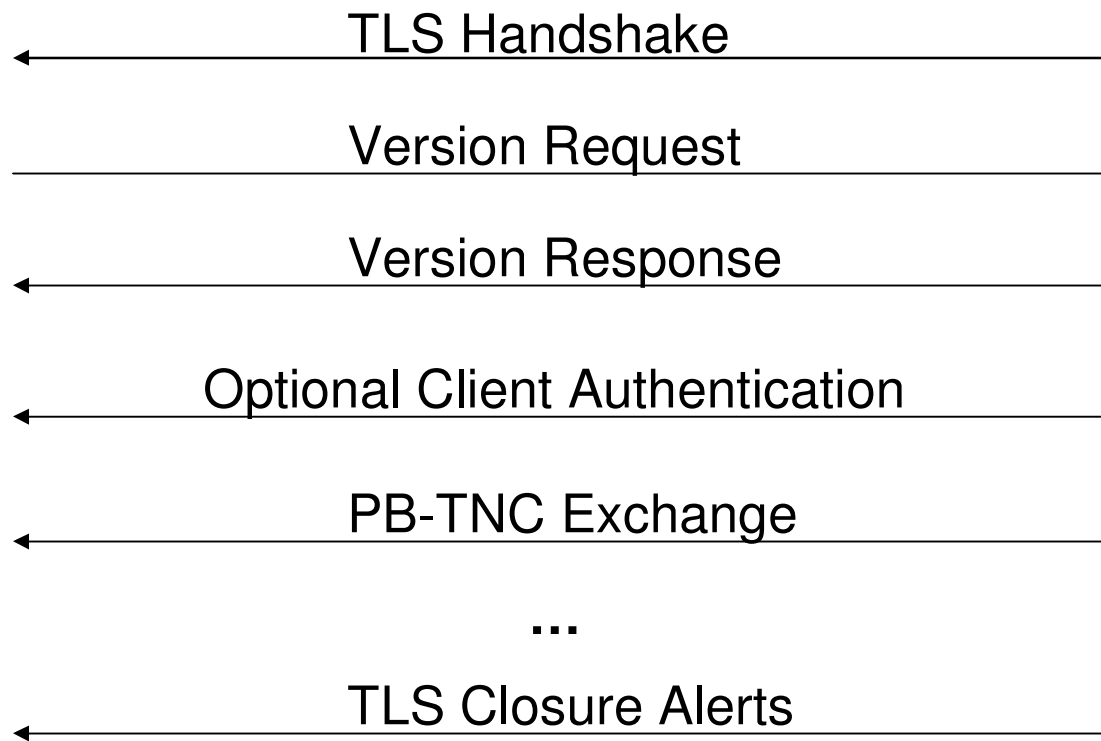 TLS Handshake
Version Request
Version Response
Optional Client Authentication
PB-TNC Exchange
...
TLS Closure Alerts